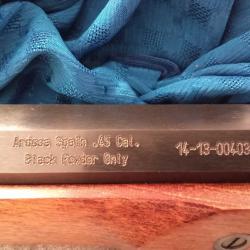 Ardesa Spain .45 Cal.
Black Powder Only
14-13-00403